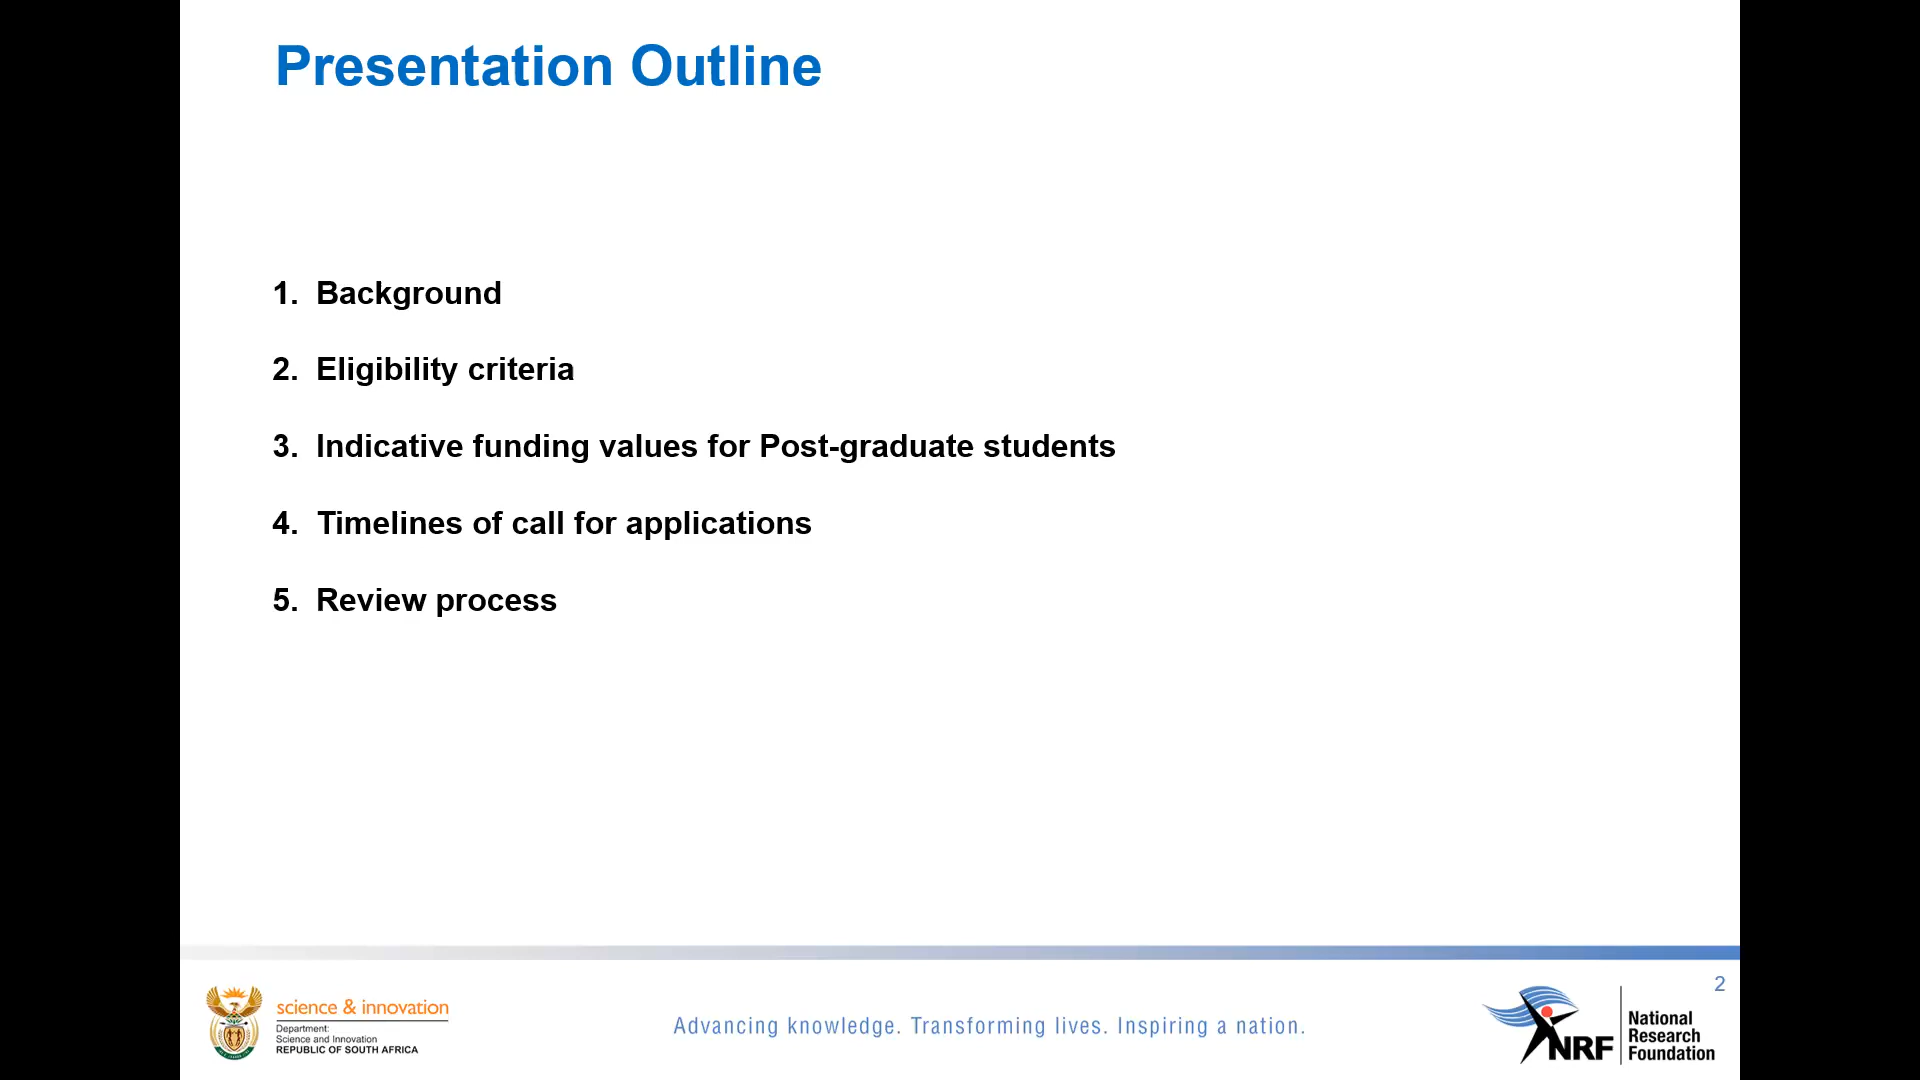 Presentation Outline
1. Background
2. Eligibility criteria
3. Indicative funding values for Post-graduate students
4. Timelines of call for applications
5. Review process
2
science & innovation
Department:
Science and Innovation
REPUBLIC OF SOUTH AFRICA
Advancing knowledge. Transforming lives. Inspiring a nation.
NRF
National
Research
Foundation